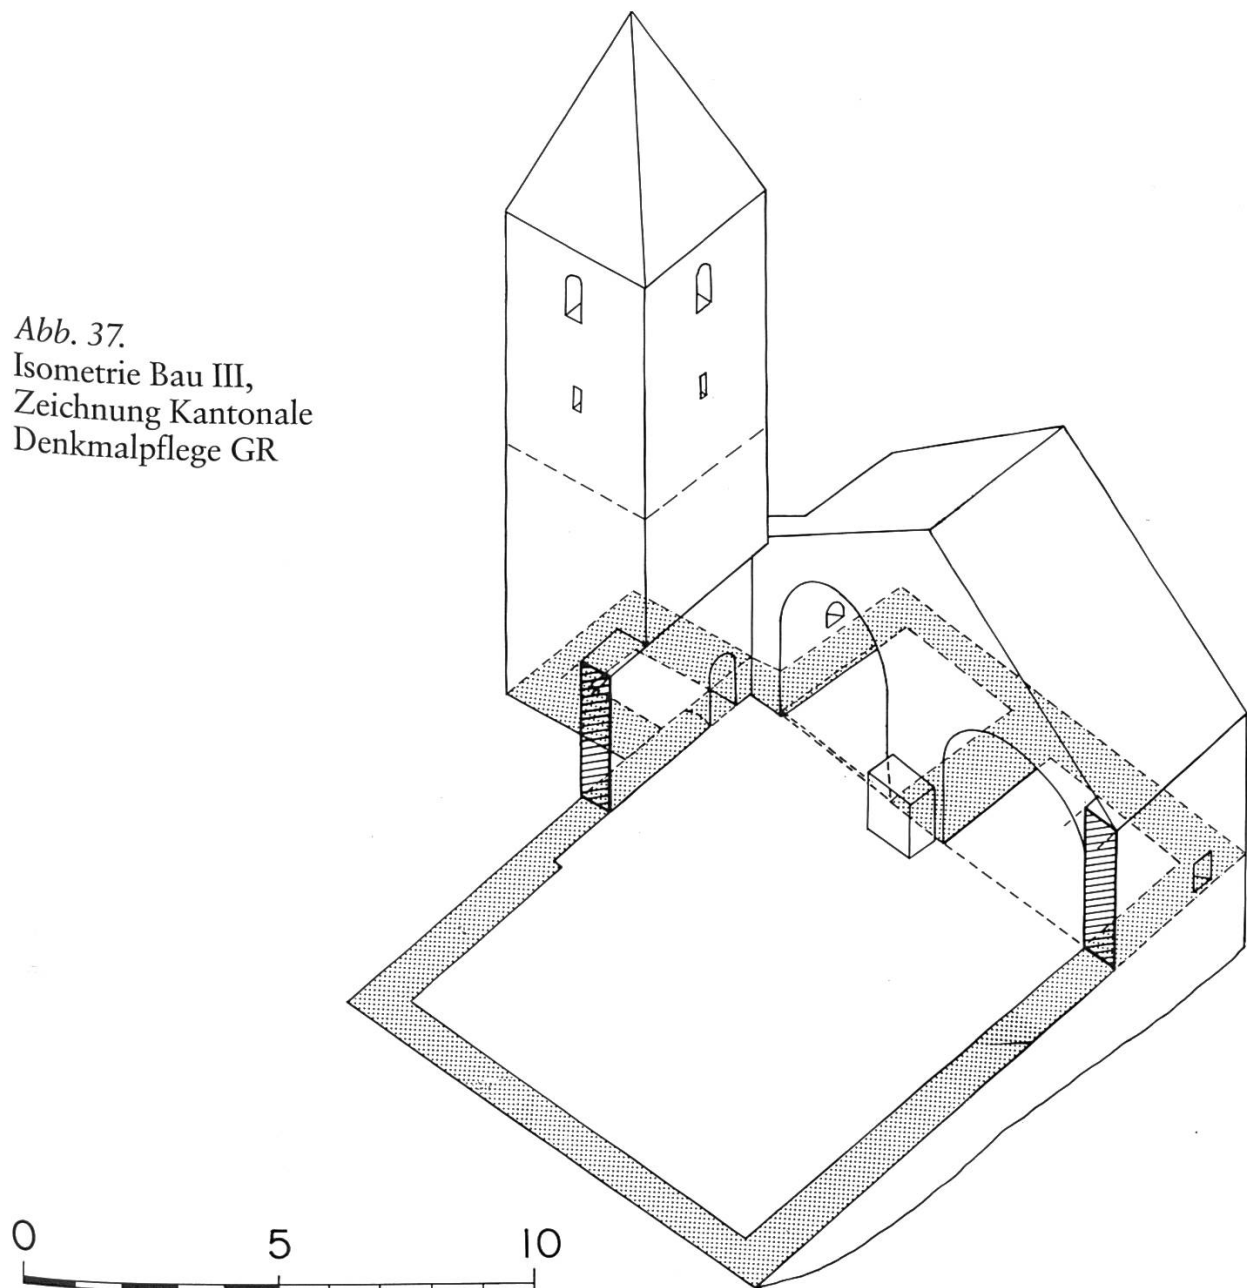 Abb. 37.
Isometrie Bau III,
Zeichnung Kantonale
Denkmalpflege GR
0 5 10